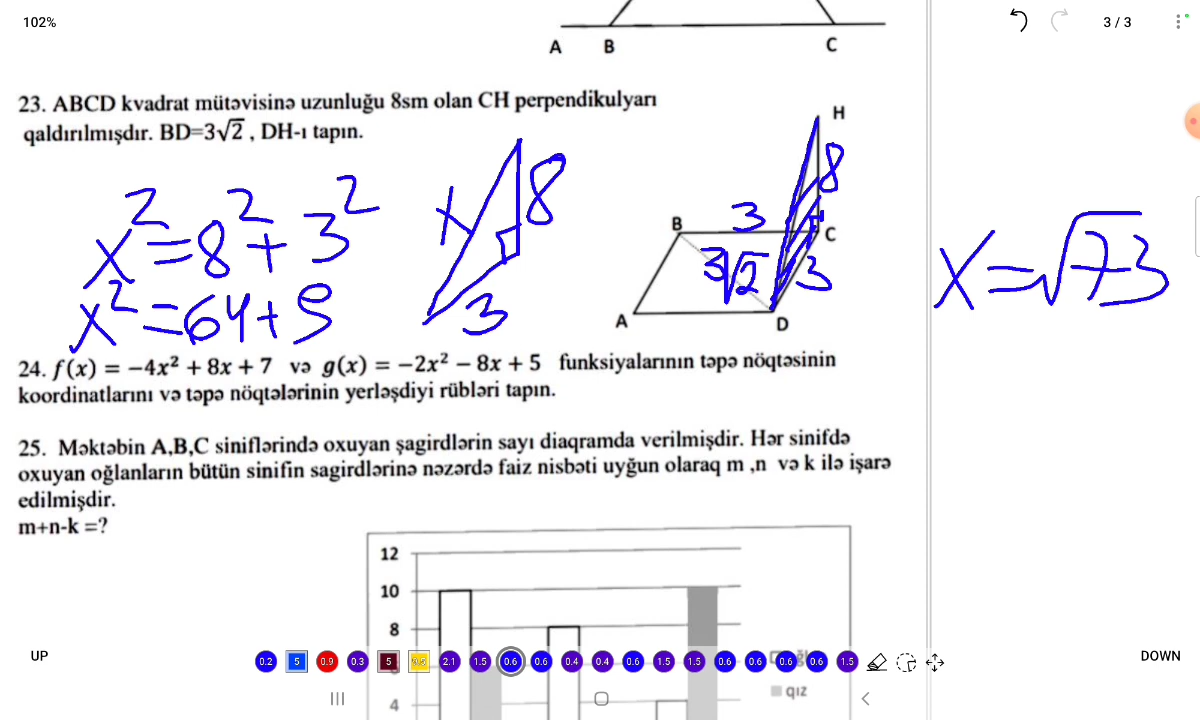 102%
3 / 3
A B C
23. ABCD kvadrat mütəvisinə uzunluğu 8sm olan CH perpendikulyarı
qaldırılmışdır. BD=3√2 , DH-ı tapın.
H
8
x² = 8² + 3²
x 8
3
B 3 C
3√2 3
x = √73
x² = 64 + 9
A D
24. f(x) = −4x² + 8x + 7 və g(x) = −2x² − 8x + 5 funksiyalarının təpə nöqtəsinin
koordinatlarını və təpə nöqtələrinin yerləşdiyi rübləri tapın.
25. Məktəbin A,B,C siniflərində oxuyan şagirdlərin sayı diaqramda verilmişdir. Hər sinifdə
oxuyan oğlanların bütün sinifin sagirdlərinə nəzərdə faiz nisbəti uyğun olaraq m ,n və k ilə işarə
edilmişdir.
m+n-k =?
12
10
8
UP
0.2 5 0.9 0.3 5 9.5 2.1 1.5 0.6 0.6 0.4 0.4 0.6 1.5 1.5 0.6 0.6 0.6 0.6 1.5
DOWN
qız
4